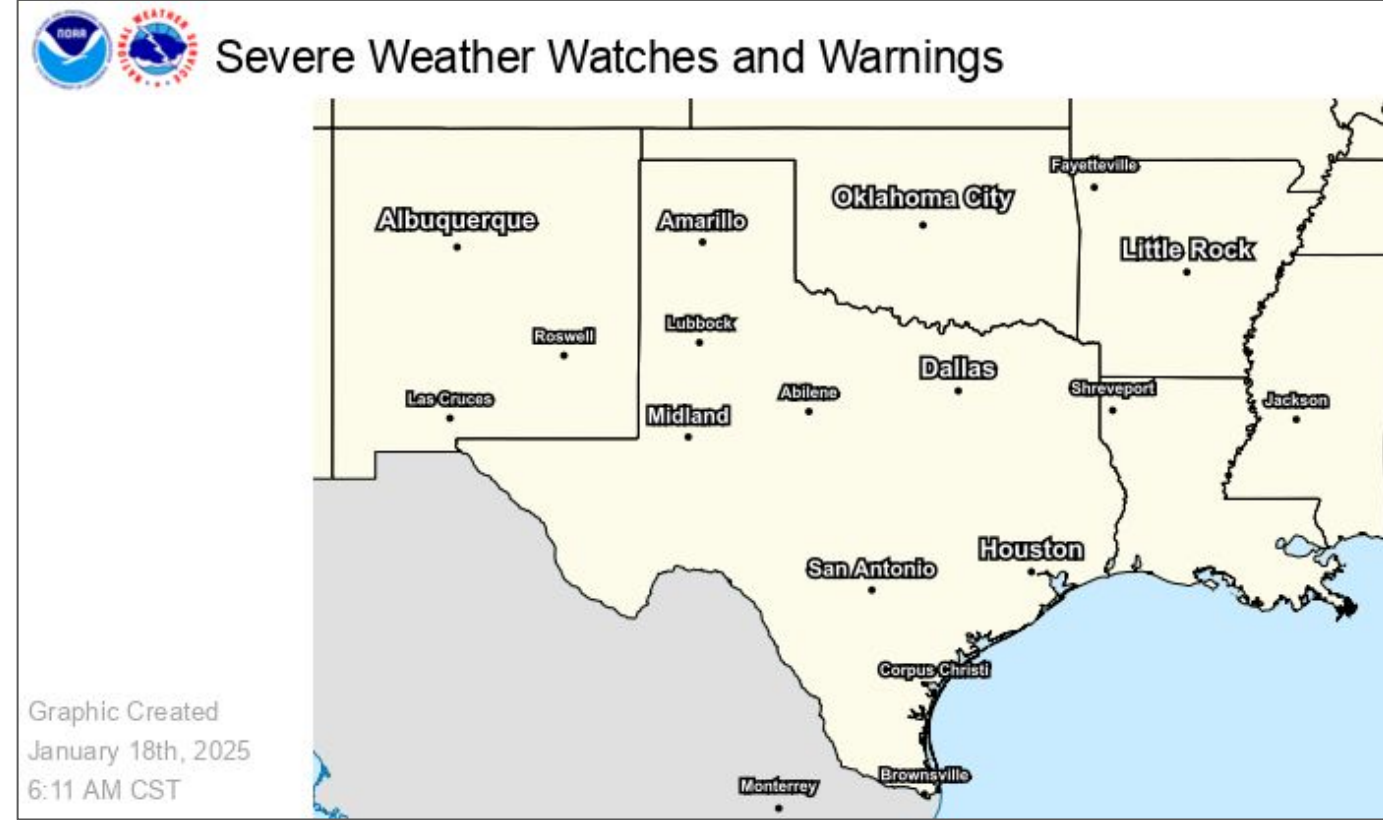 NOAA
NATIONAL WEATHER SERVICE
Severe Weather Watches and Warnings
Fayetteville
Oklahoma City
Albuquerque
Amarillo
Little Rock
Lubbock
Roswell
Dallas
Shreveport
Abilene
Las Cruces
Jackson
Midland
Houston
San Antonio
Corpus Christi
Graphic Created
January 18th, 2025
6:11 AM CST
Brownsville
Monterrey